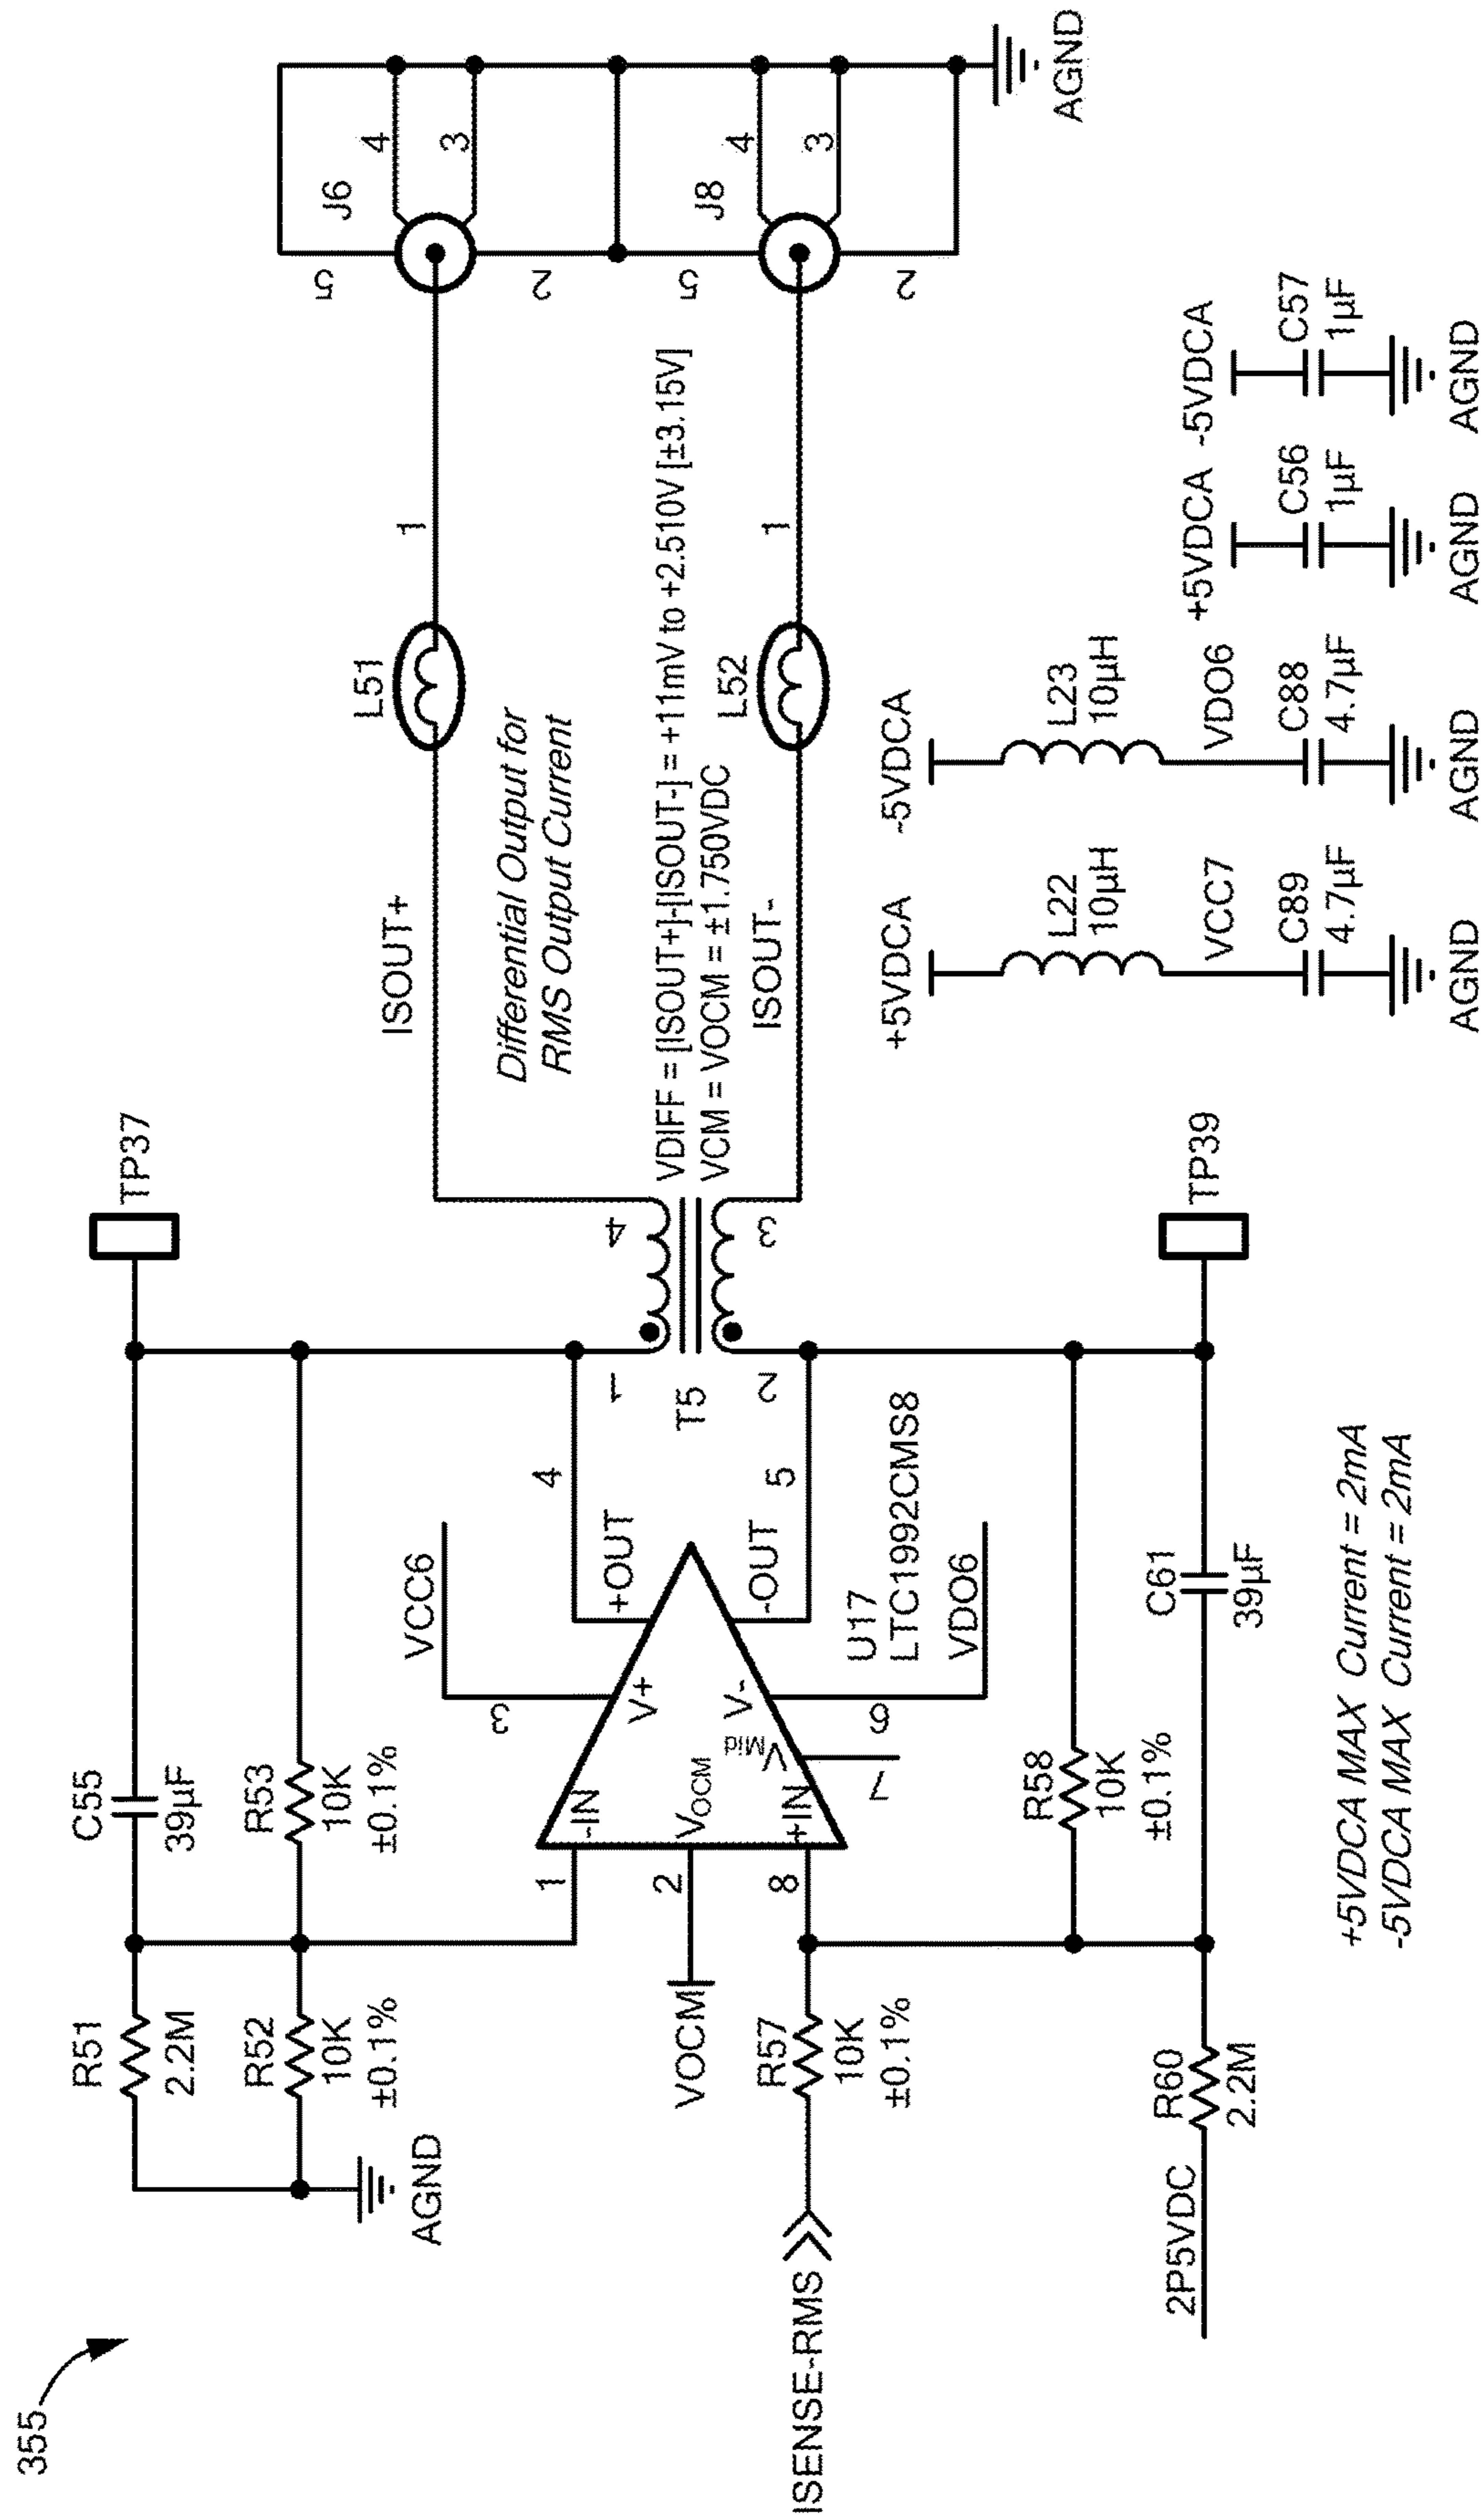 355
R51
2.2M
C55
39µF
TP37
R52
10K
±0.1%
R53
10K
±0.1%
AGND
VCC6
3
1
-IN
V+
+OUT
4
VOCM
2
VOCM
VMid
7
V-
-OUT
5
8
+IN
6
VDO6
U17
LTC1992CMS8
ISENSE-RMS
R57
10K
±0.1%
R58
10K
±0.1%
2P5VDC
R60
2.2M
C61
39µF
TP39
+5VDCA MAX Current = 2mA
-5VDCA MAX Current = 2mA
1
4
T5
2
3
ISOUT+
L51
1
Differential Output for
RMS Output Current
VDIFF = [ISOUT+]-[ISOUT-] = +11mV to +2.510V [±3.15V]
VCM = VOCM = ±1.750VDC
ISOUT-
L52
1
5
J6
4
3
2
5
J8
4
3
2
AGND
+5VDCA
L22
10µH
VCC7
C89
4.7µF
AGND
-5VDCA
L23
10µH
VDO6
C88
4.7µF
AGND
+5VDCA
C56
1µF
AGND
-5VDCA
C57
1µF
AGND